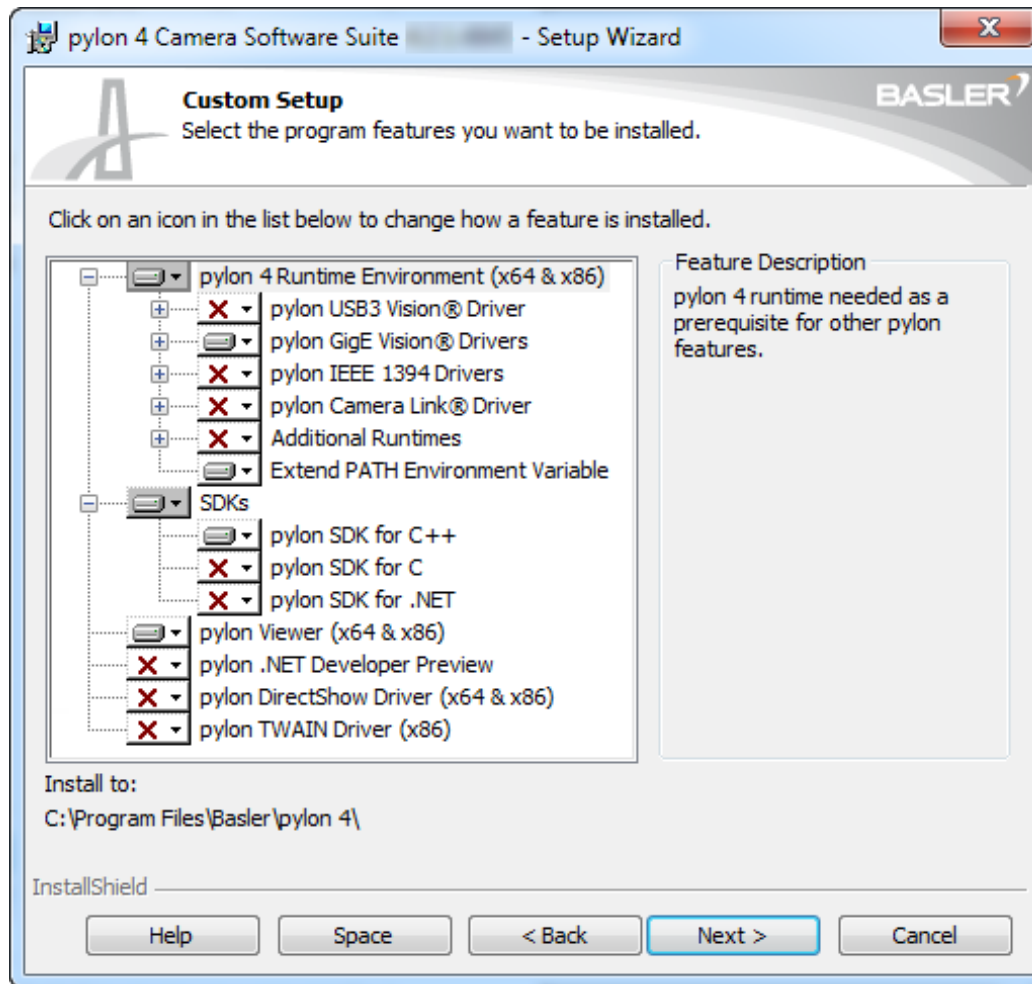 pylon 4 Camera Software Suite - Setup Wizard
Custom Setup
Select the program features you want to be installed.
BASLER
Click on an icon in the list below to change how a feature is installed.
pylon 4 Runtime Environment (x64 & x86)
pylon USB3 Vision® Driver
pylon GigE Vision® Drivers
pylon IEEE 1394 Drivers
pylon Camera Link® Driver
Additional Runtimes
Extend PATH Environment Variable
SDKs
pylon SDK for C++
pylon SDK for C
pylon SDK for .NET
pylon Viewer (x64 & x86)
pylon .NET Developer Preview
pylon DirectShow Driver (x64 & x86)
pylon TWAIN Driver (x86)
Feature Description
pylon 4 runtime needed as a
prerequisite for other pylon
features.
Install to:
C:\Program Files\Basler\pylon 4\
InstallShield
Help
Space
< Back
Next >
Cancel